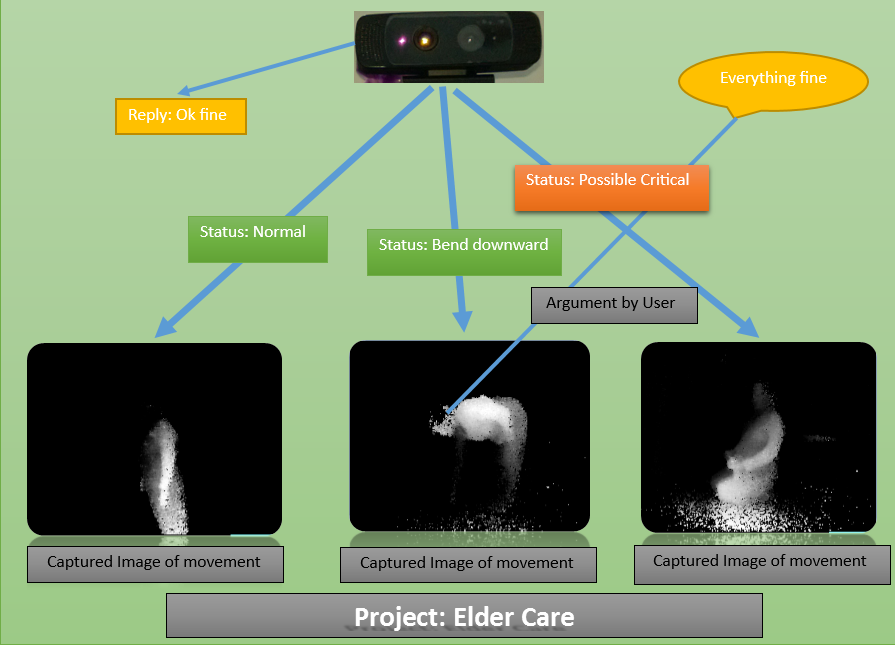 Everything fine
Reply: Ok fine
Status: Possible Critical
Status: Normal
Status: Bend downward
Argument by User
Captured Image of movement
Captured Image of movement
Captured Image of movement
Project: Elder Care